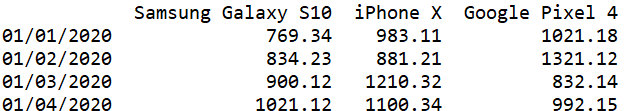 Samsung Galaxy S10 iPhone X Google Pixel 4
01/01/2020 769.34 983.11 1021.18
01/02/2020 834.23 881.21 1321.12
01/03/2020 900.12 1210.32 832.14
01/04/2020 1021.12 1100.34 992.15